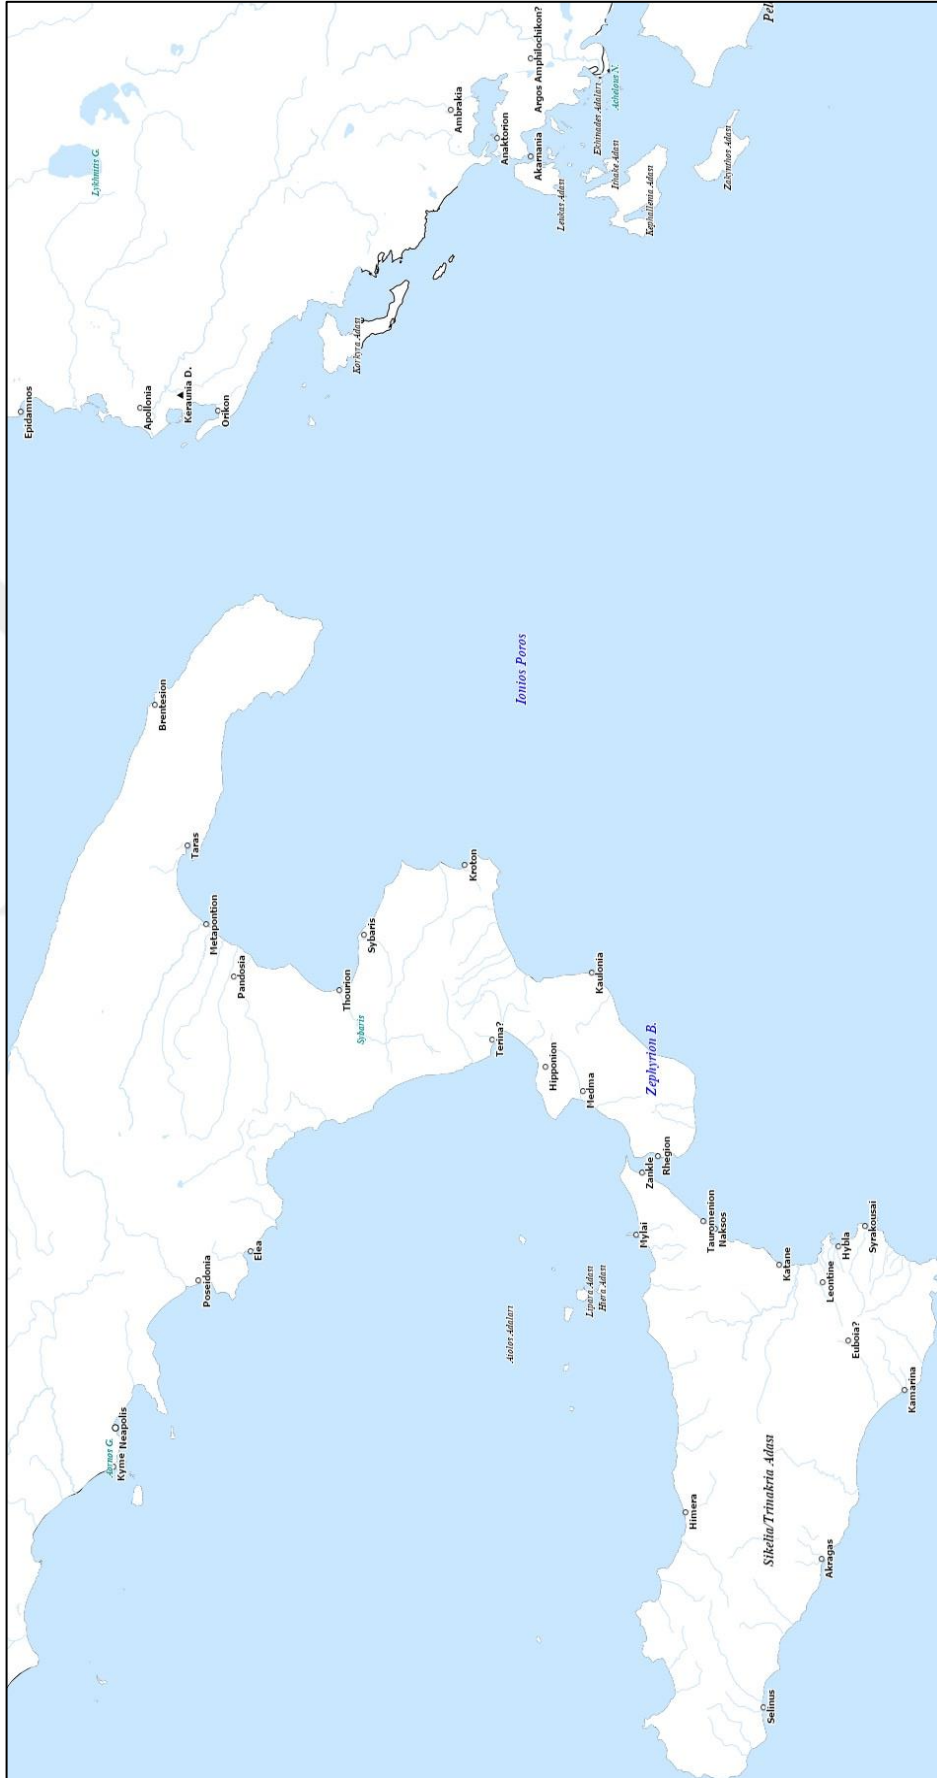 Lykhnitis G.
Epidamnos
Apollonia
Keraunia D.
Orikon
Korkyra Adası
Ambrakia
Anaktorion
Argos Amphilochikon?
Akarnania
Leukas Adası
Ekhinades Adaları
Ithake Adası
Achelous N.
Kephallenia Adası
Zakynthos Adası
Pel
Brentesion
Taras
Metapontion
Pandosia
Thourion
Sybaris
Sybaris
Kroton
Ionios Poros
Terina?
Hipponion
Medma
Kaulonia
Zephyrion B.
Rhegion
Poseidonia
Elea
Aornos G.
Kyme
Neapolis
Aiolos Adaları
Lipara Adası
Hiera Adası
Zankle
Mylai
Tauromenion
Naksos
Katane
Leontine
Hybla
Syrakousai
Euboia?
Kamarina
Himera
Sikelia/Trinakria Adası
Akragas
Selinus